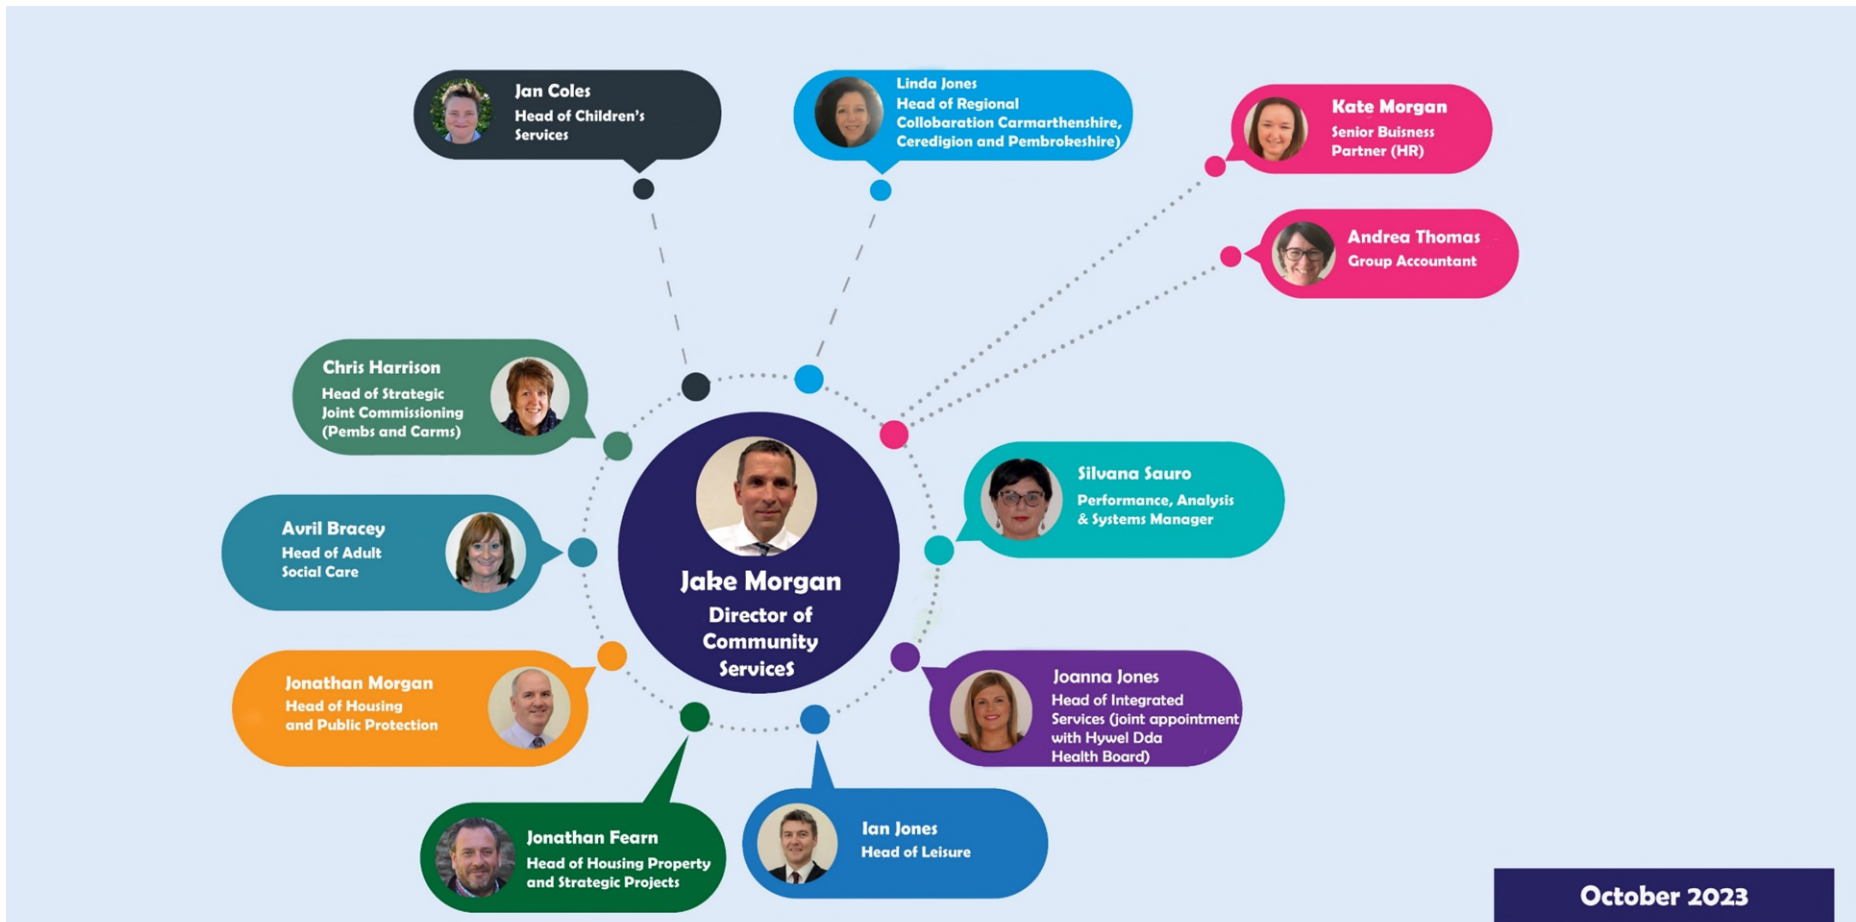 Jan Coles
Head of Children's
Services
Linda Jones
Head of Regional
Collobaration Carmarthenshire,
Ceredigion and Pembrokeshire)
Kate Morgan
Senior Buisness
Partner (HR)
Andrea Thomas
Group Accountant
Chris Harrison
Head of Strategic
Joint Commissioning
(Pembs and Carms)
Silvana Sauro
Performance, Analysis
& Systems Manager
Avril Bracey
Head of Adult
Social Care
Jake Morgan
Director of
Community
Services
Jonathan Morgan
Head of Housing
and Public Protection
Joanna Jones
Head of Integrated
Services (joint appointment
with Hywel Dda
Health Board)
Jonathan Fearn
Head of Housing Property
and Strategic Projects
Ian Jones
Head of Leisure
October 2023